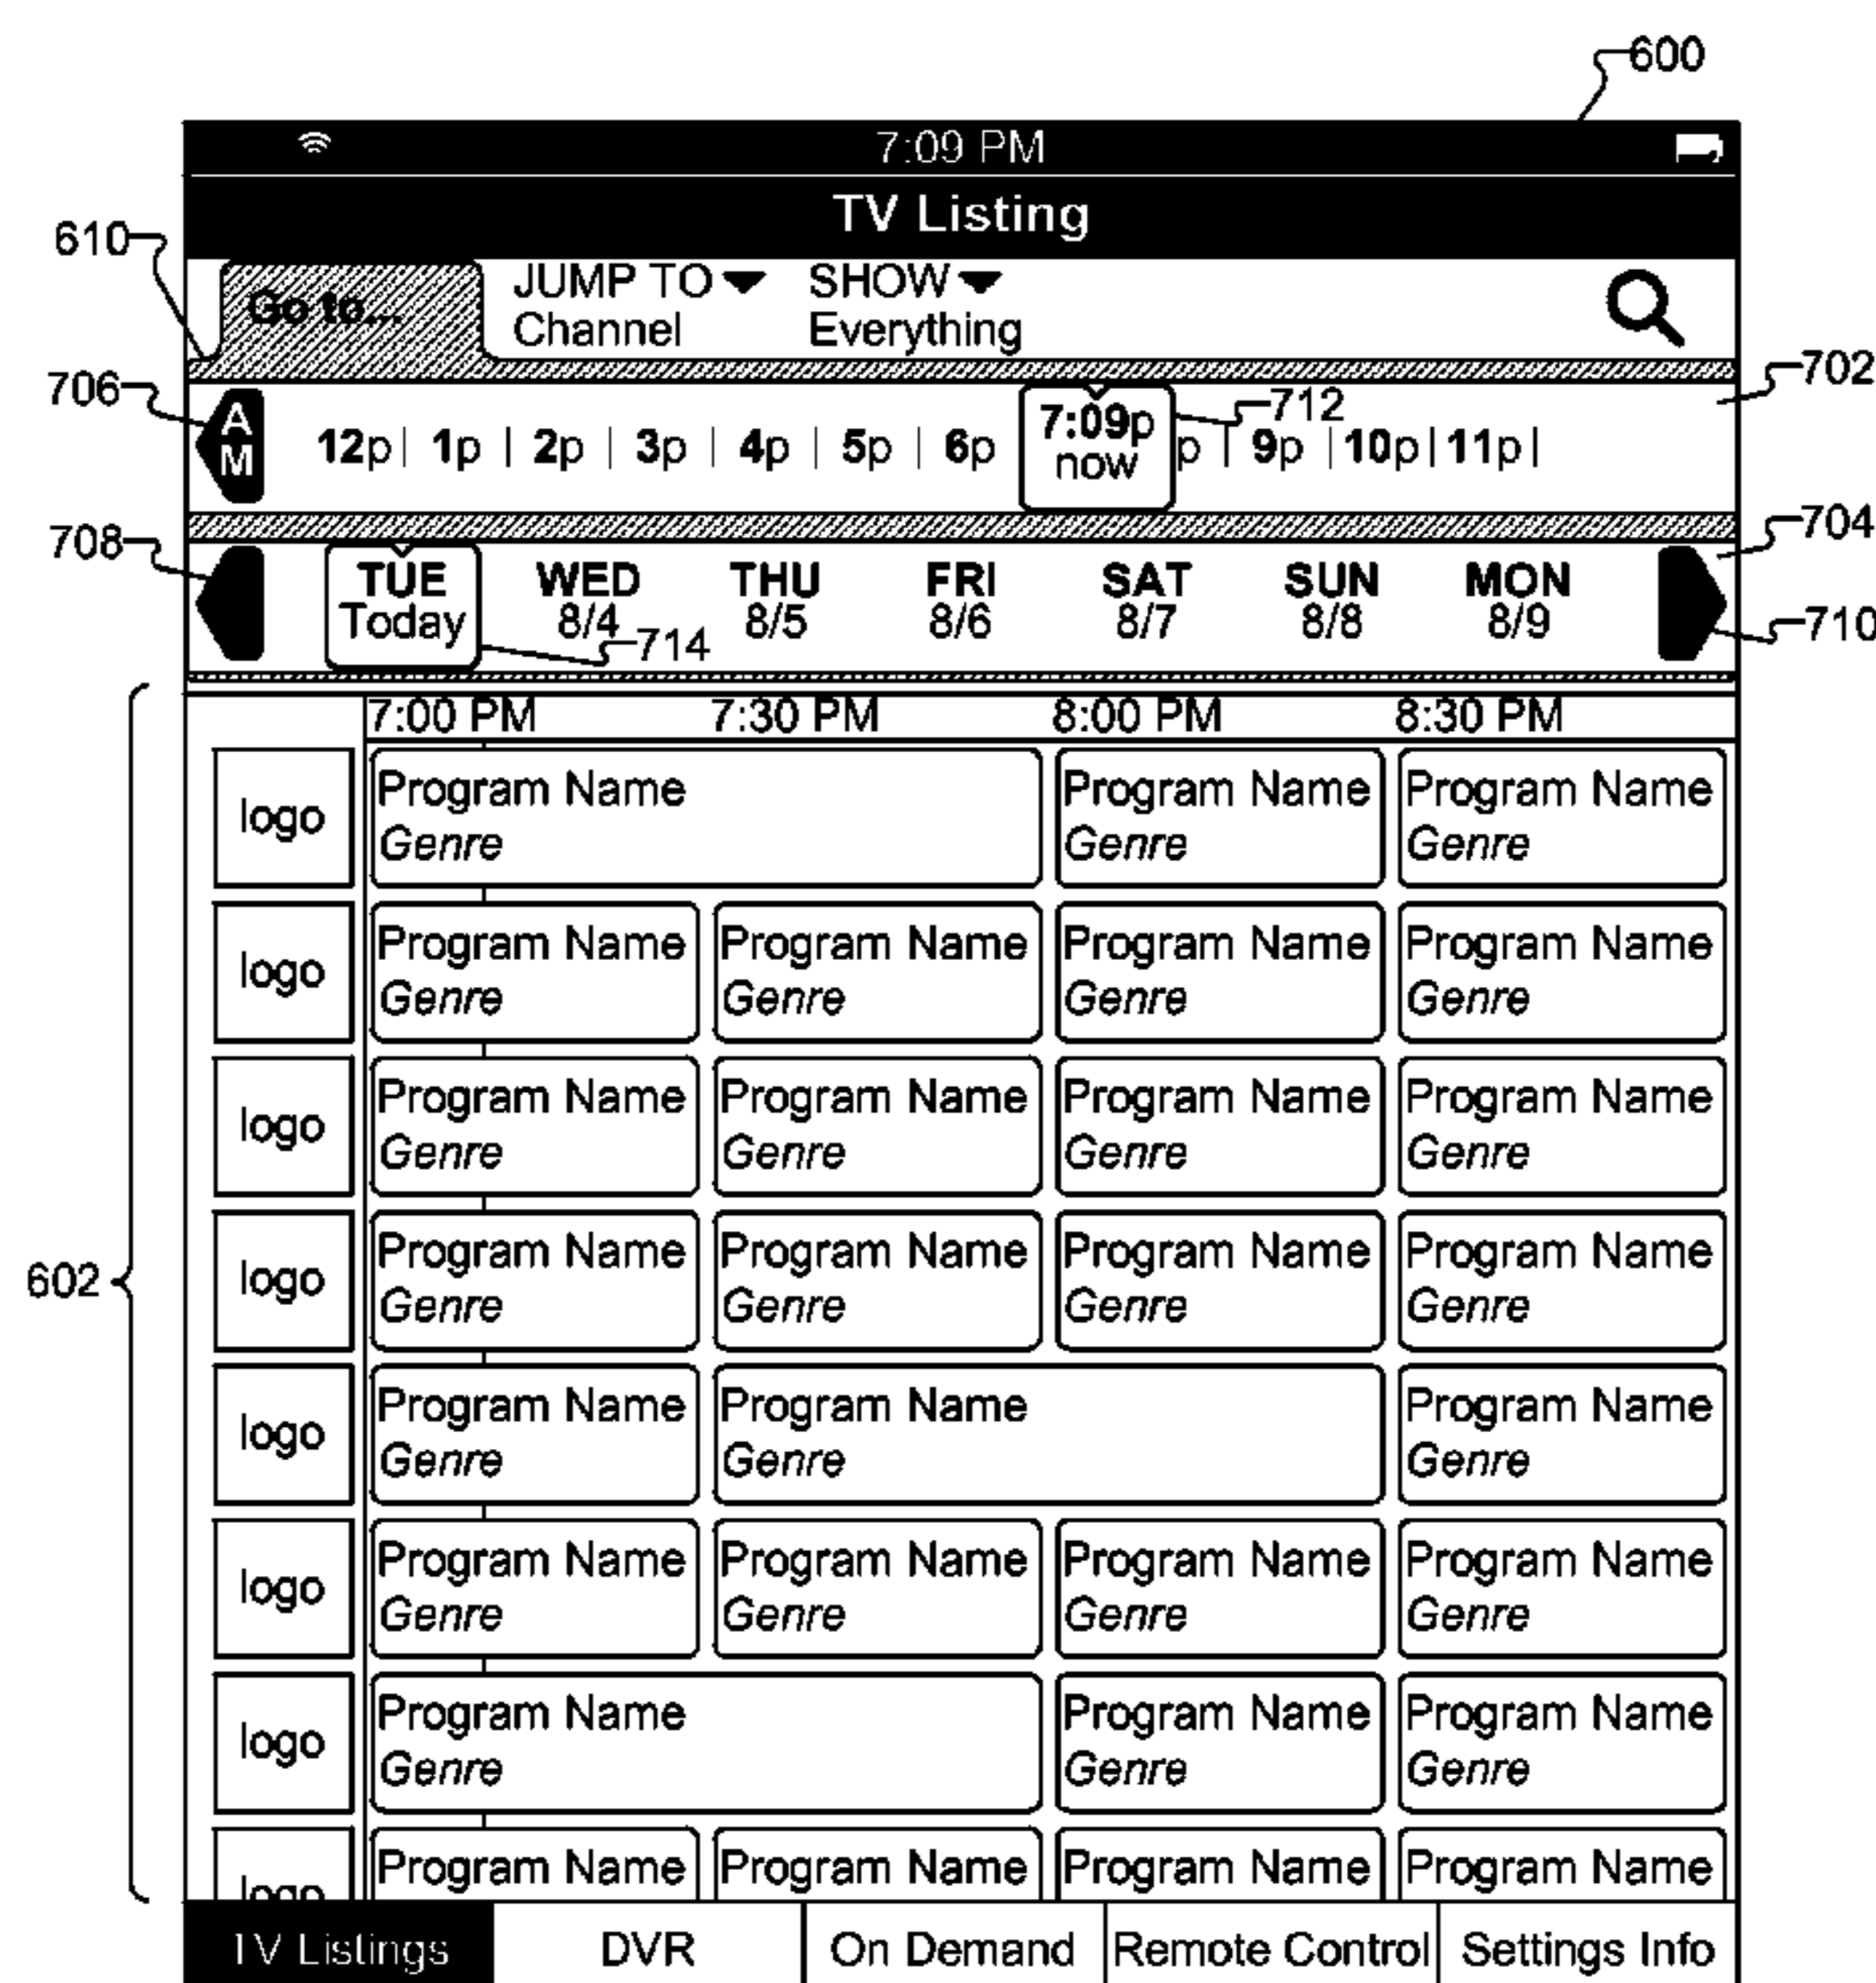 600
7:09 PM
TV Listing
610
Go to...
JUMP TO
SHOW
Channel
Everything
706
702
A
M
12p| 1p | 2p | 3p | 4p | 5p | 6p
7:09p
now
p | 9p |10p|11p|
712
708
704
TUE
Today
WED
8/4
THU
8/5
FRI
8/6
SAT
8/7
SUN
8/8
MON
8/9
714
710
602
7:00 PM 7:30 PM 8:00 PM 8:30 PM
logo
Program Name Program Name Program Name
Genre Genre Genre
logo
Program Name Program Name Program Name Program Name
Genre Genre Genre Genre
logo
Program Name Program Name Program Name Program Name
Genre Genre Genre Genre
logo
Program Name Program Name Program Name Program Name
Genre Genre Genre Genre
logo
Program Name Program Name Program Name
Genre Genre Genre
logo
Program Name Program Name Program Name Program Name
Genre Genre Genre Genre
logo
Program Name Program Name Program Name
Genre Genre Genre
logo
Program Name Program Name Program Name Program Name
TV Listings DVR On Demand Remote Control Settings Info